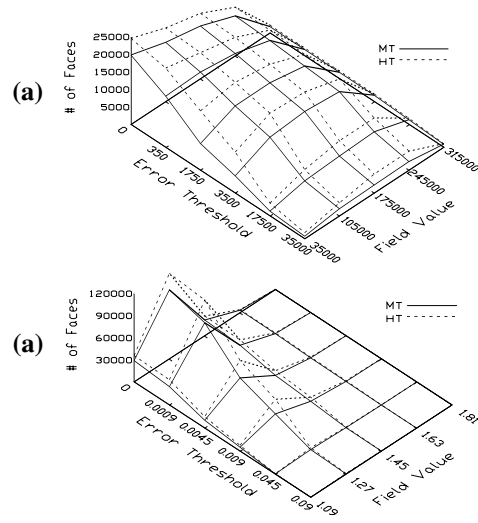 (a)
# of Faces
25000
20000
15000
10000
5000
0
350
1750
3500
17500
35000
Error Threshold
35000
105000
175000
245000
315000
Field Value
MT
HT
(a)
# of Faces
120000
90000
60000
30000
0
0.0009
0.0045
0.009
0.045
0.09
Error Threshold
1.09
1.27
1.45
1.63
1.81
Field Value
MT
HT